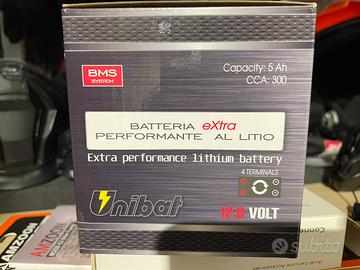 BMS
SYSTEM
Capacity: 5 Ah
CCA: 300
BATTERIA eXtra
PERFORMANTE AL LITIO
Extra performance lithium battery
4 TERMINALS
Unibat
12:8 VOLT
subito